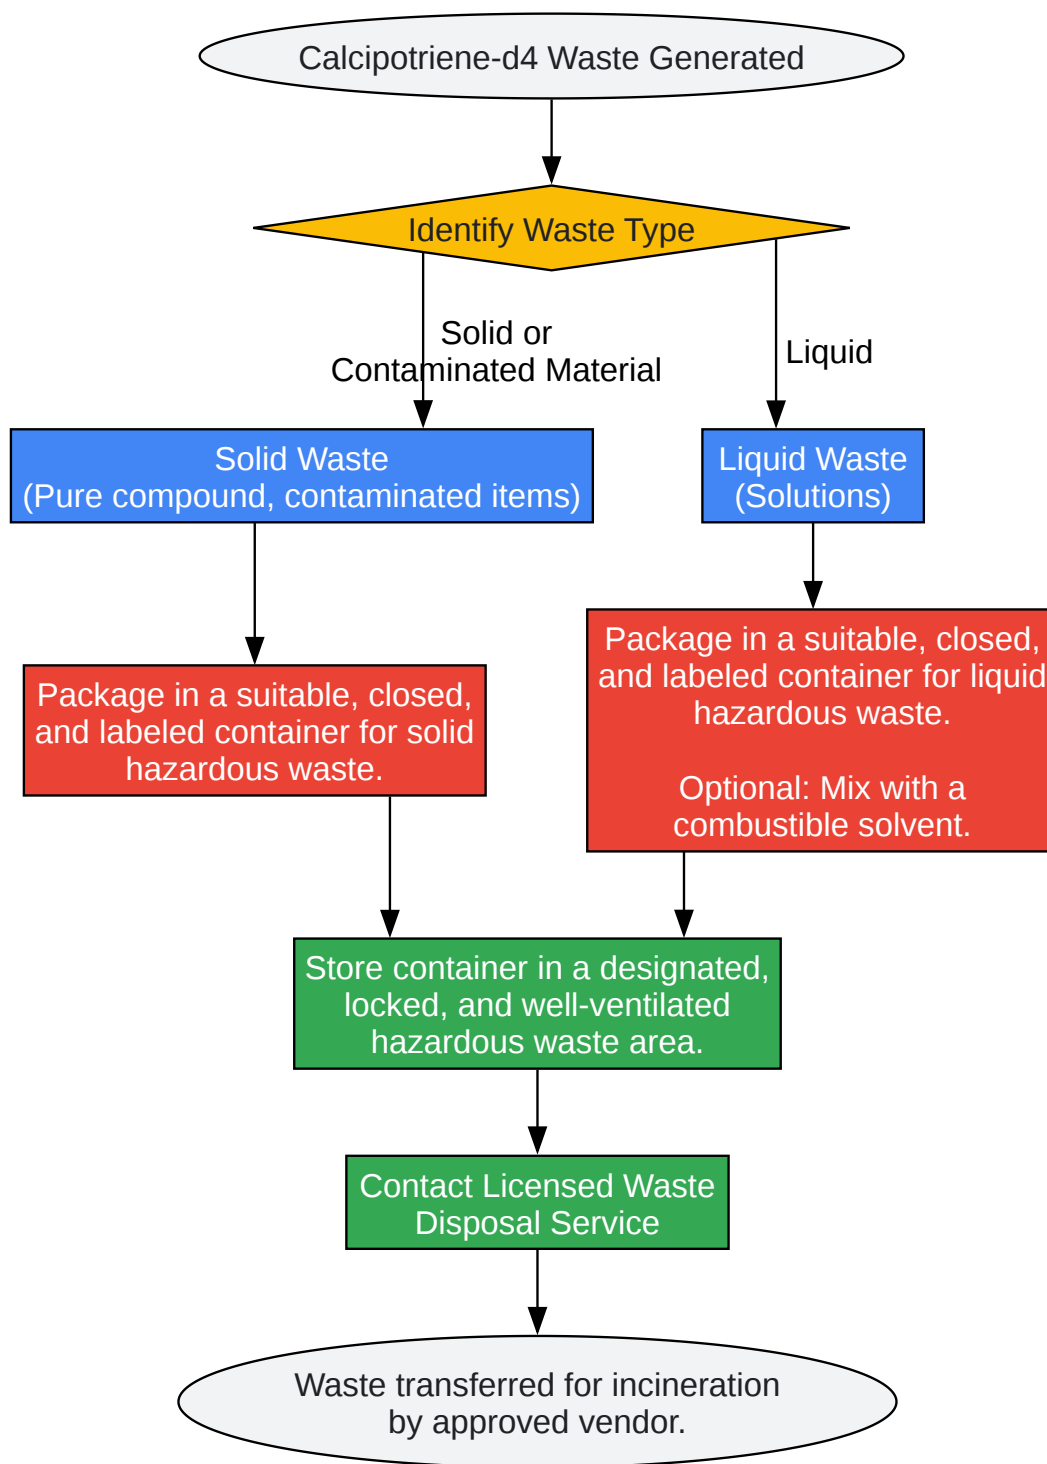 Calcipotriene-d4 Waste Generated
Identify Waste Type
Solid or
Contaminated Material
Liquid
Solid Waste
(Pure compound, contaminated items)
Liquid Waste
(Solutions)
Package in a suitable, closed,
and labeled container for solid
hazardous waste.
Package in a suitable, closed,
and labeled container for liquid
hazardous waste.
Optional: Mix with a
combustible solvent.
Store container in a designated,
locked, and well-ventilated
hazardous waste area.
Contact Licensed Waste
Disposal Service
Waste transferred for incineration
by approved vendor.